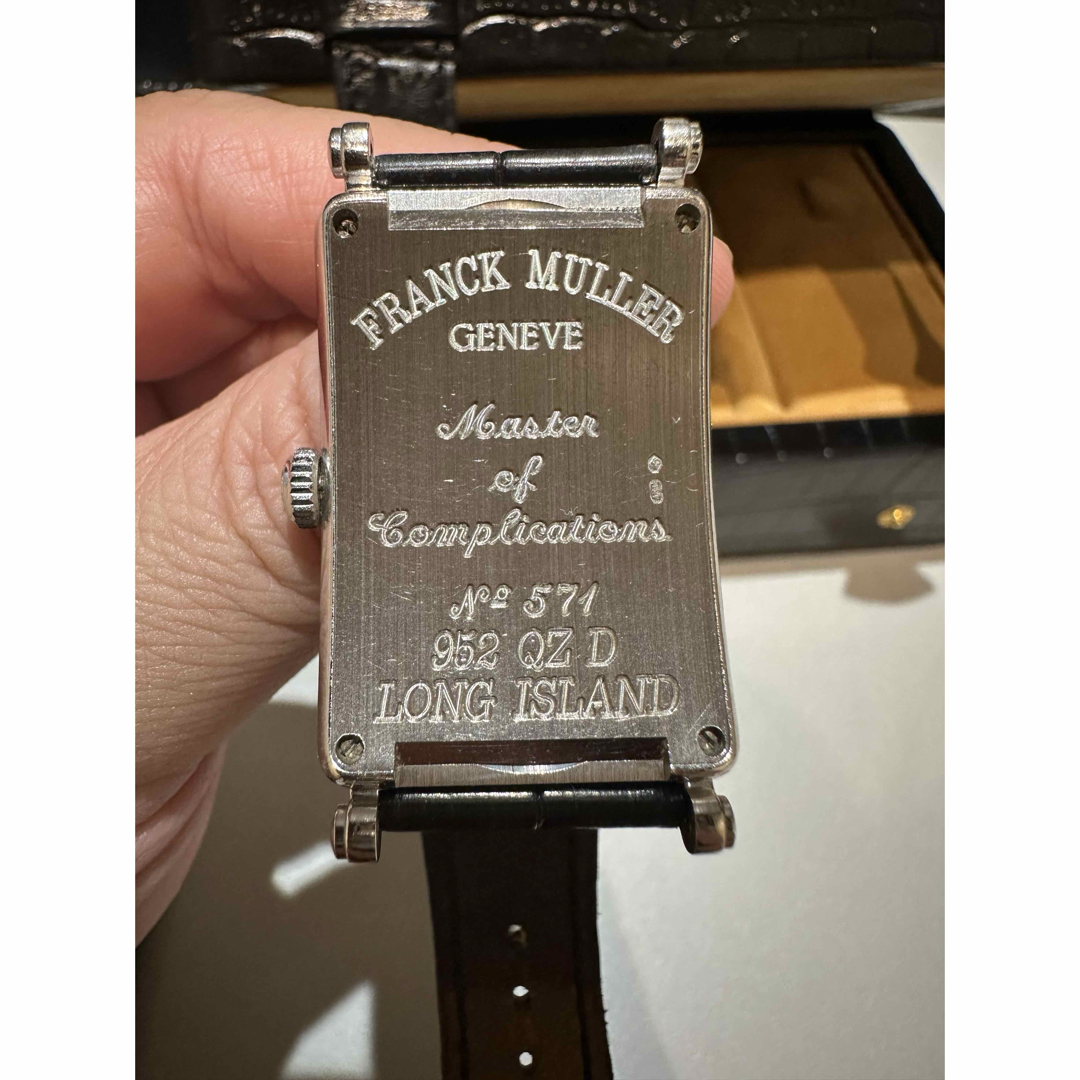 FRANCK MULLER
GENEVE
Master
of
Complications
Nº 571
952 QZ D
LONG ISLAND